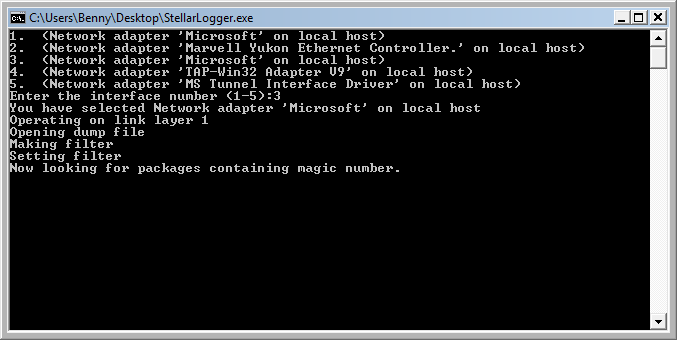 C:\Users\Benny\Desktop\StellarLogger.exe
1.  (Network adapter 'Microsoft' on local host)
2.  (Network adapter 'Marvell Yukon Ethernet Controller.' on local host)
3.  (Network adapter 'Microsoft' on local host)
4.  (Network adapter 'TAP-Win32 Adapter V9' on local host)
5.  (Network adapter 'MS Tunnel Interface Driver' on local host)
Enter the interface number (1-5):3
You have selected Network adapter 'Microsoft' on local host
Operating on link layer 1
Opening dump file
Making filter
Setting filter
Now looking for packages containing magic number.